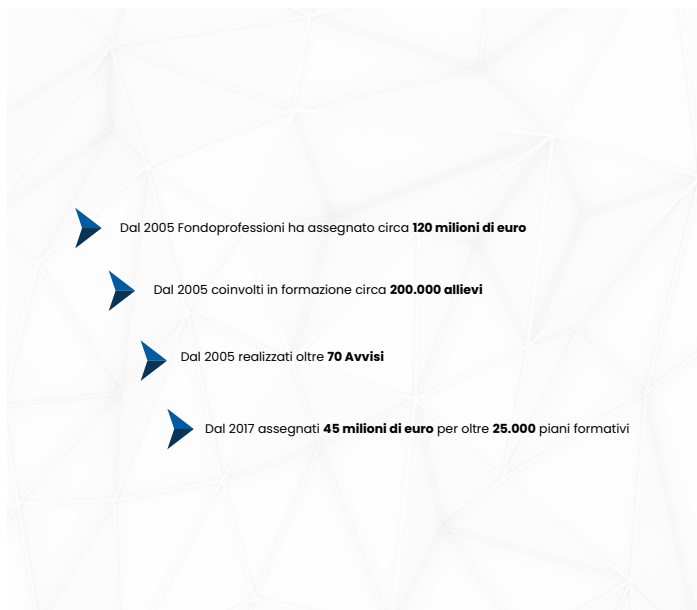 Dal 2005 Fondoprofessioni ha assegnato circa 120 milioni di euro
Dal 2005 coinvolti in formazione circa 200.000 allievi
Dal 2005 realizzati oltre 70 Avvisi
Dal 2017 assegnati 45 milioni di euro per oltre 25.000 piani formativi